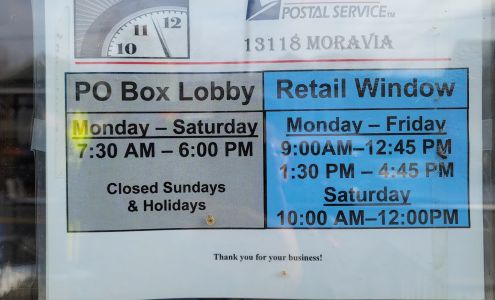 10 11 12
POSTAL SERVICE™
13118 MORAVIA
PO Box Lobby
Monday – Saturday
7:30 AM – 6:00 PM
Closed Sundays
& Holidays
Retail Window
Monday – Friday
9:00AM–12:45 PM
1:30 PM – 4:45 PM
Saturday
10:00 AM–12:00PM
Thank you for your business!